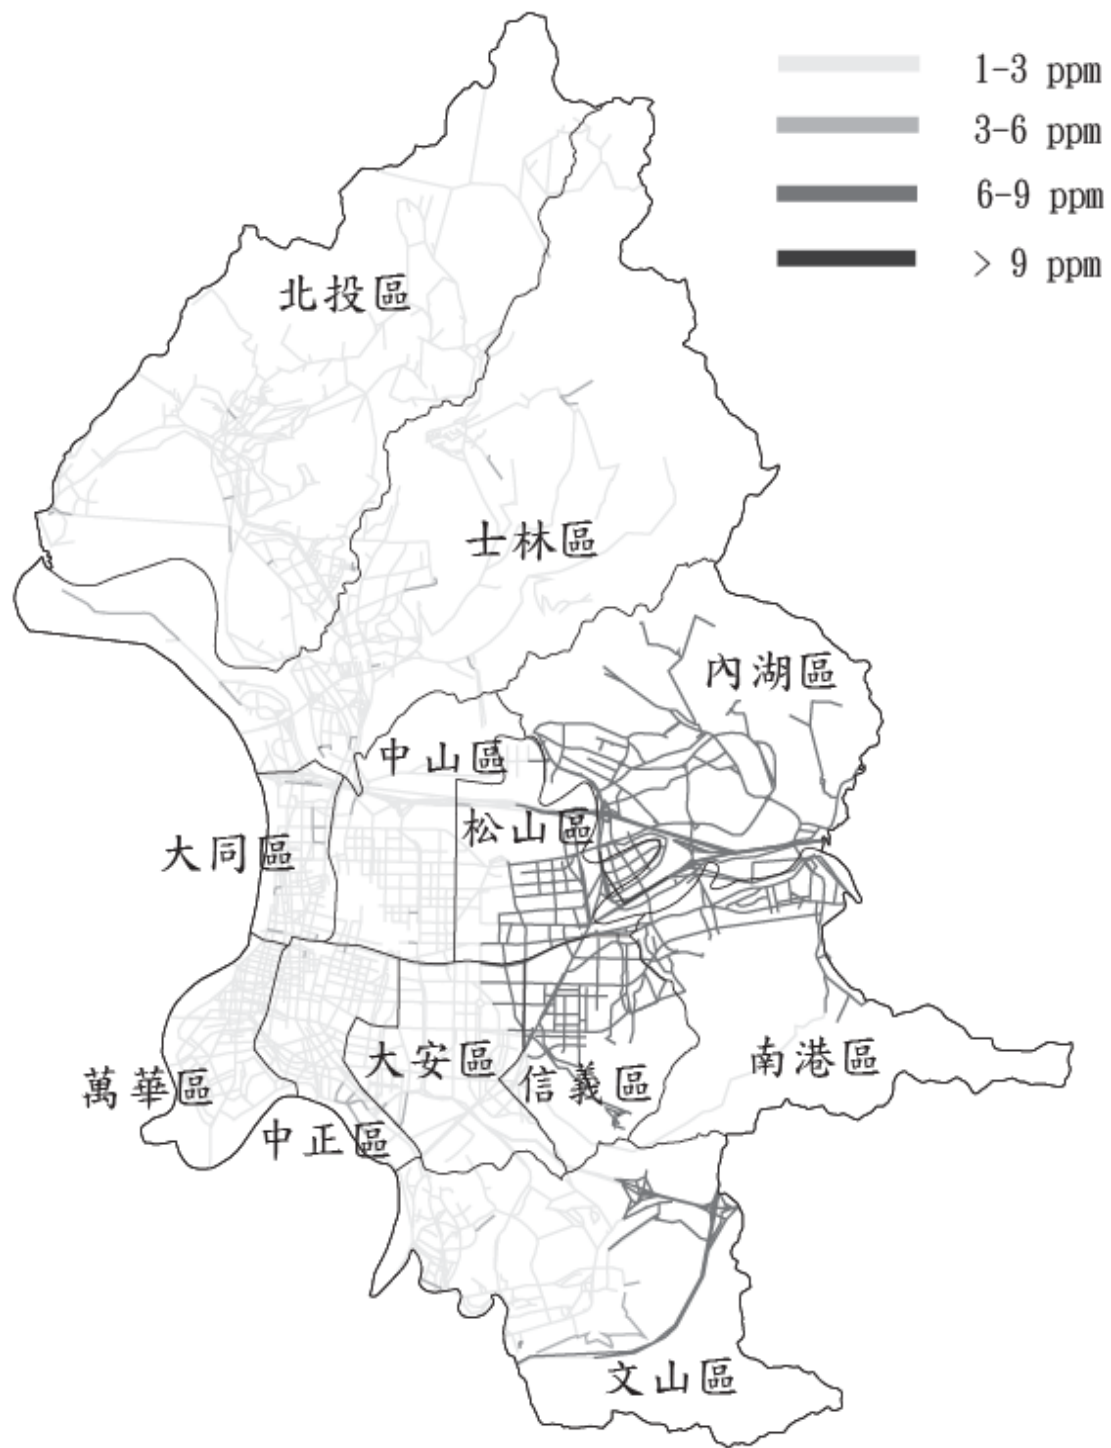 1-3 ppm
3-6 ppm
6-9 ppm
> 9 ppm
北投區
士林區
內湖區
中山區
松山區
大同區
大安區
信義區
南港區
萬華區
中正區
文山區